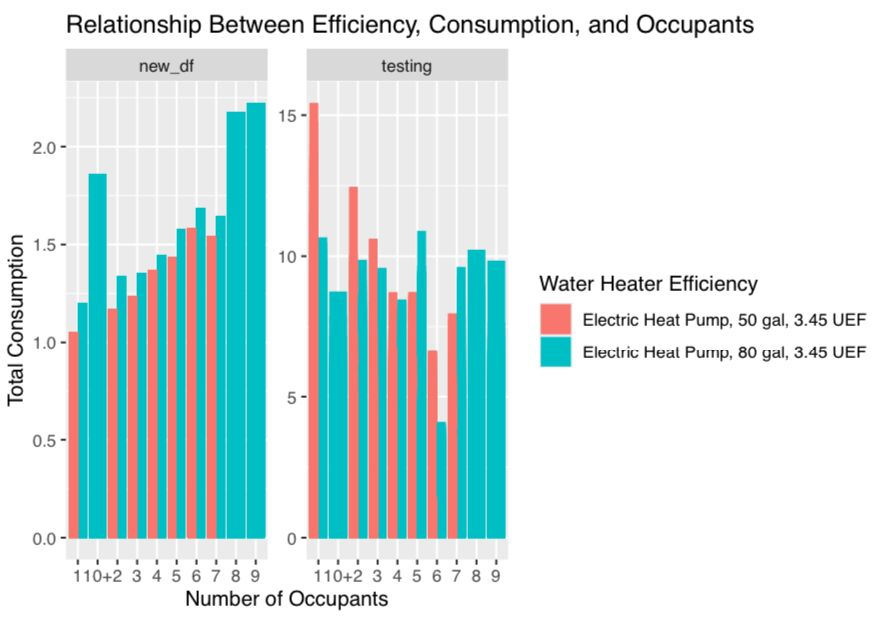 Relationship Between Efficiency, Consumption, and Occupants
new_df
testing
Total Consumption
2.0
1.5
1.0
0.5
0.0
15
10
5
0
1 10+ 2 3 4 5 6 7 8 9
1 10+ 2 3 4 5 6 7 8 9
Number of Occupants
Water Heater Efficiency
Electric Heat Pump, 50 gal, 3.45 UEF
Electric Heat Pump, 80 gal, 3.45 UEF